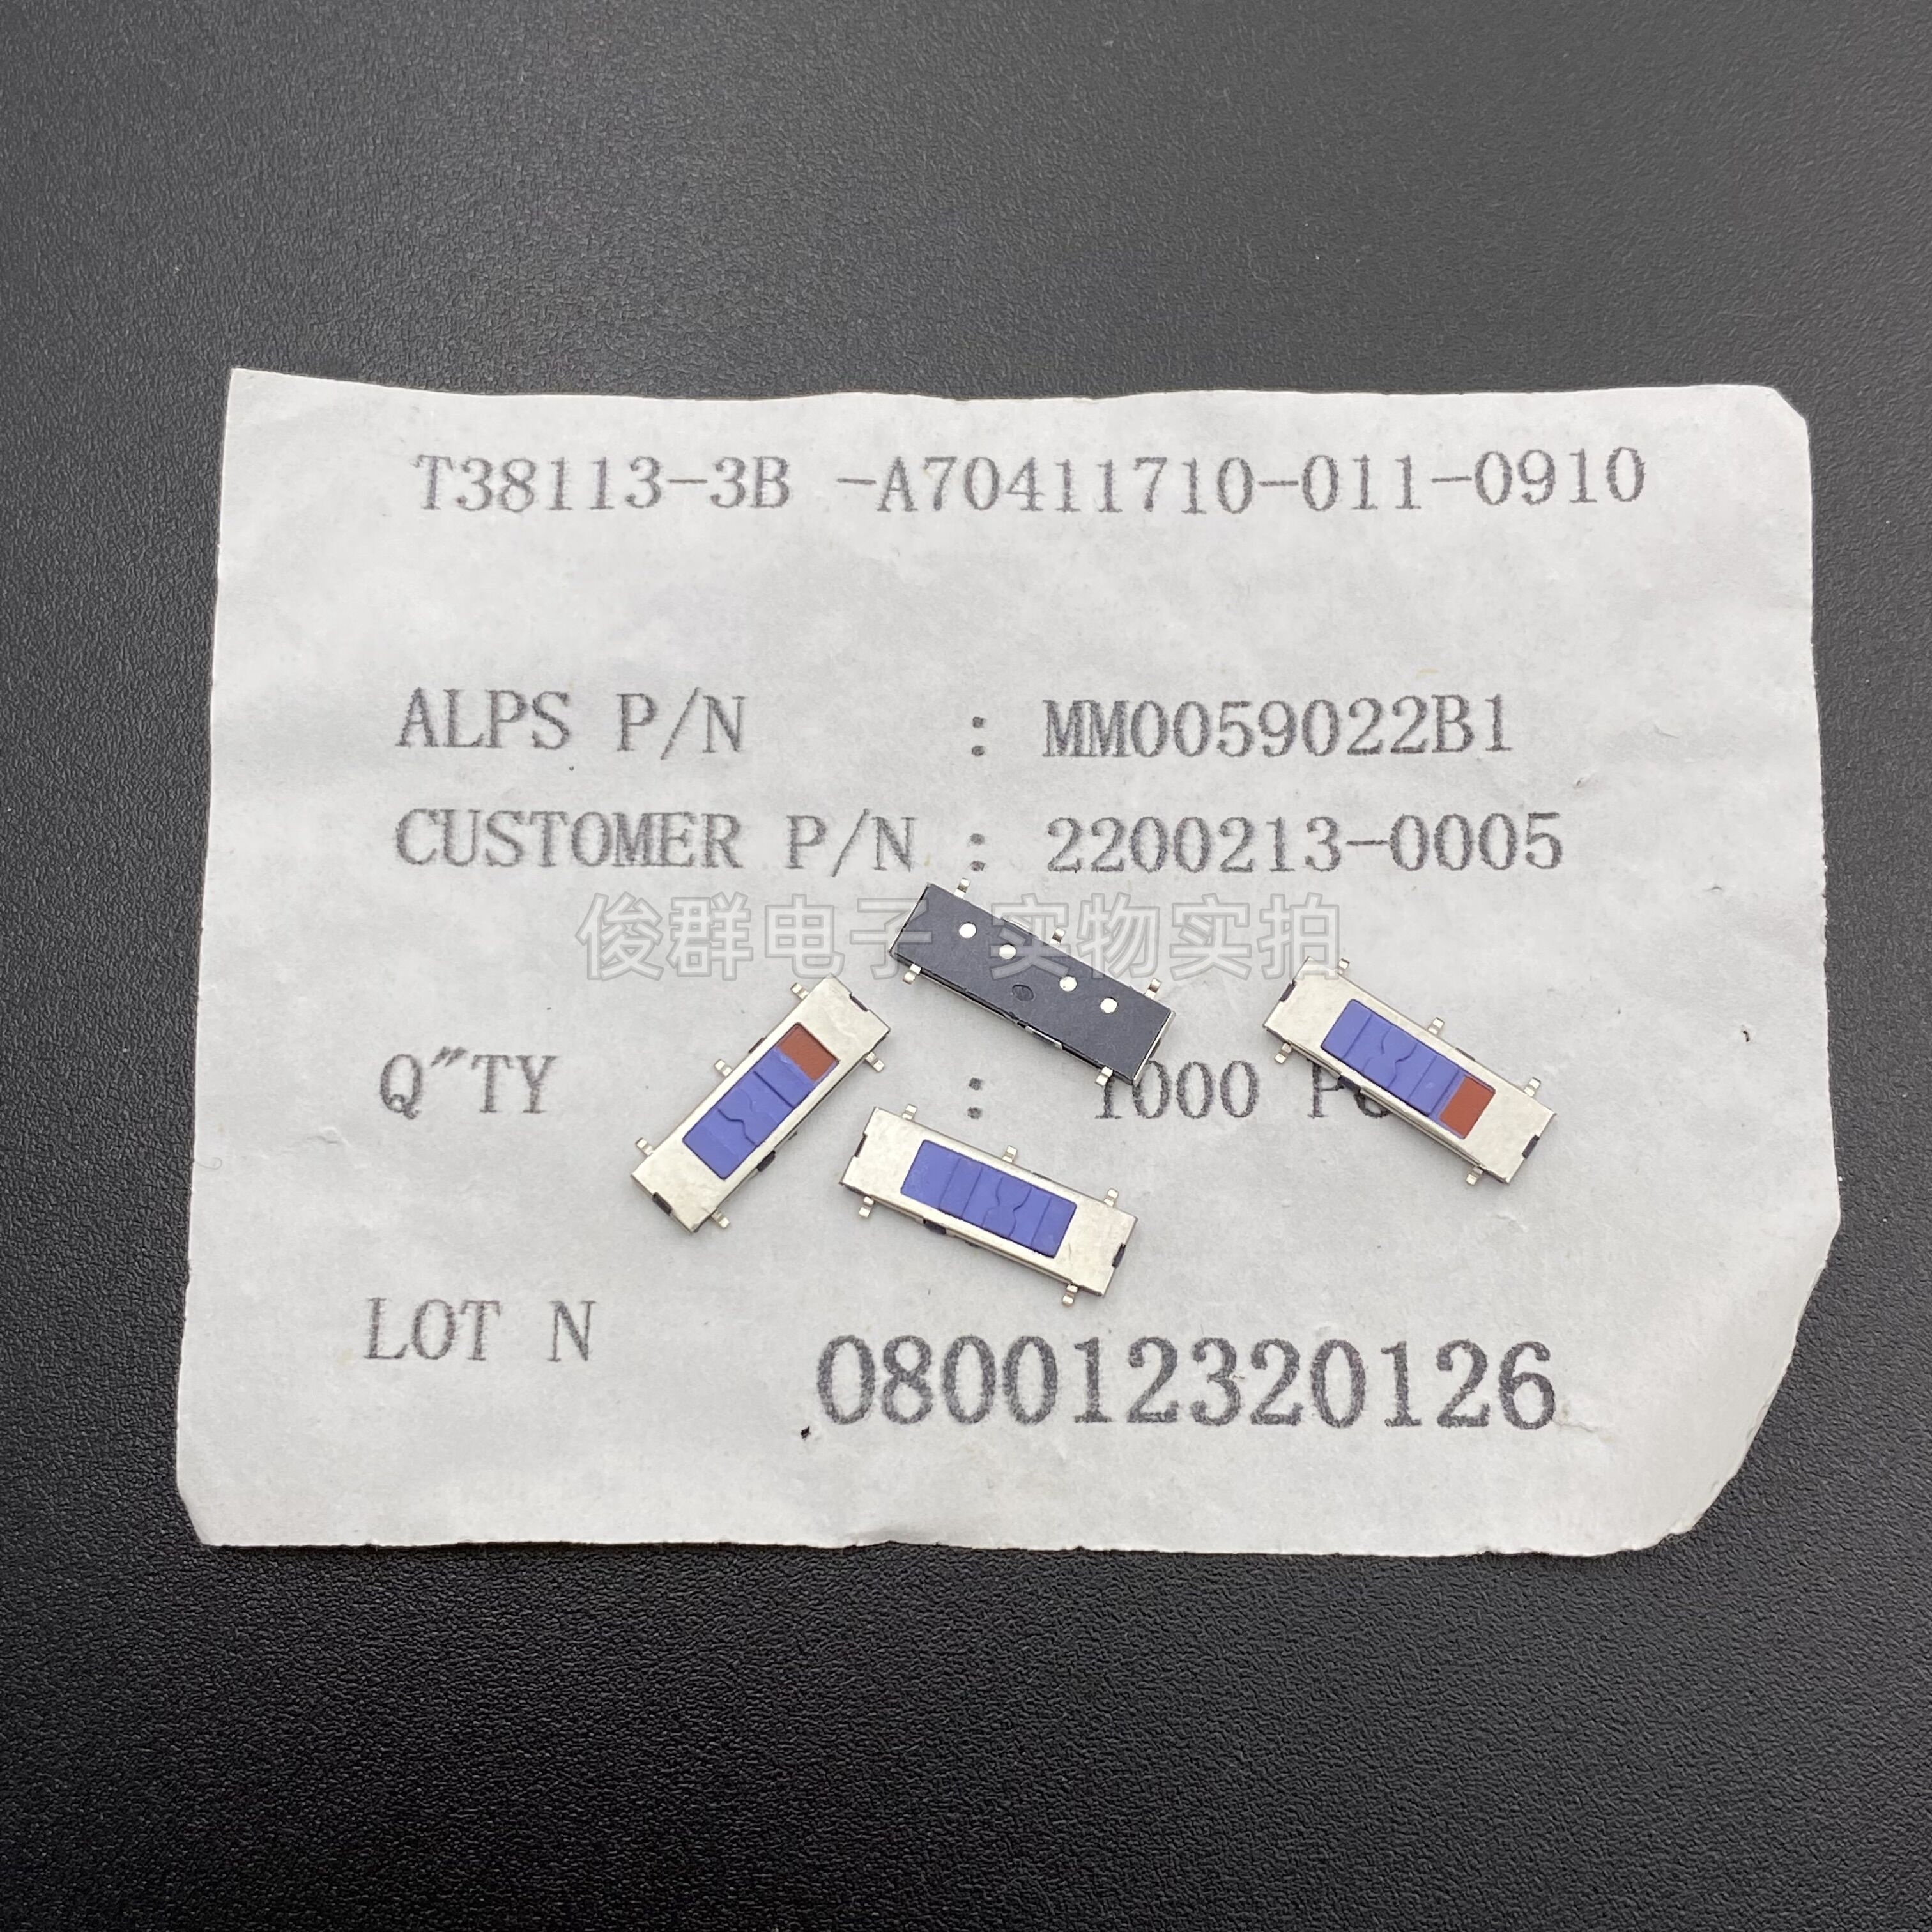 T38113-3B -A70411710-011-0910
ALPS P/N : MM0059022B1
CUSTOMER P/N : 2200213-0005
俊群电子 实物实拍
Q"TY : 1000
LOT N 080012320126